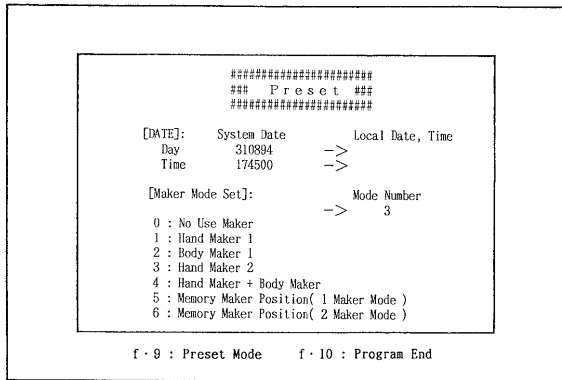 #######################
### Preset ###
#######################
[DATE]: System Date Local Date, Time
Day 310894 ->
Time 174500 ->
[Maker Mode Set]: Mode Number
-> 3
0 : No Use Maker
1 : Hand Maker 1
2 : Body Maker 1
3 : Hand Maker 2
4 : Hand Maker + Body Maker
5 : Memory Maker Position( 1 Maker Mode )
6 : Memory Maker Position( 2 Maker Mode )
f・9 : Preset Mode f・10 : Program End